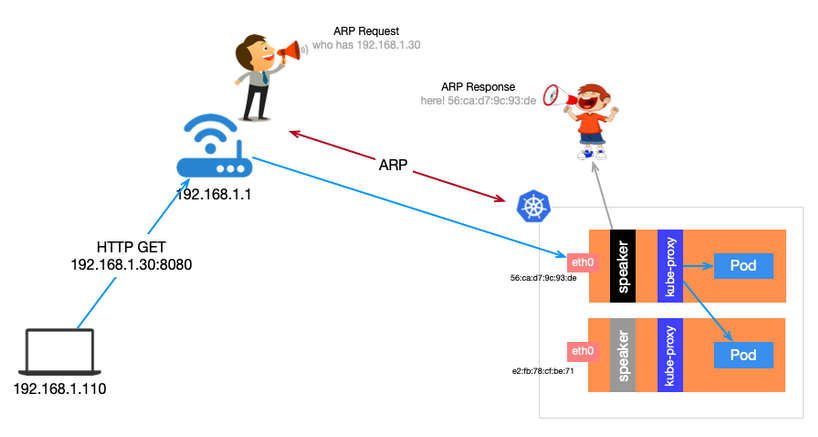 ARP Request
who has 192.168.1.30
ARP Response
here! 56:ca:d7:9c:93:de
ARP
192.168.1.1
HTTP GET
192.168.1.30:8080
192.168.1.110
eth0
56:ca:d7:9c:93:de
speaker
kube-proxy
Pod
eth0
e2:fb:78:cf:be:71
speaker
kube-proxy
Pod